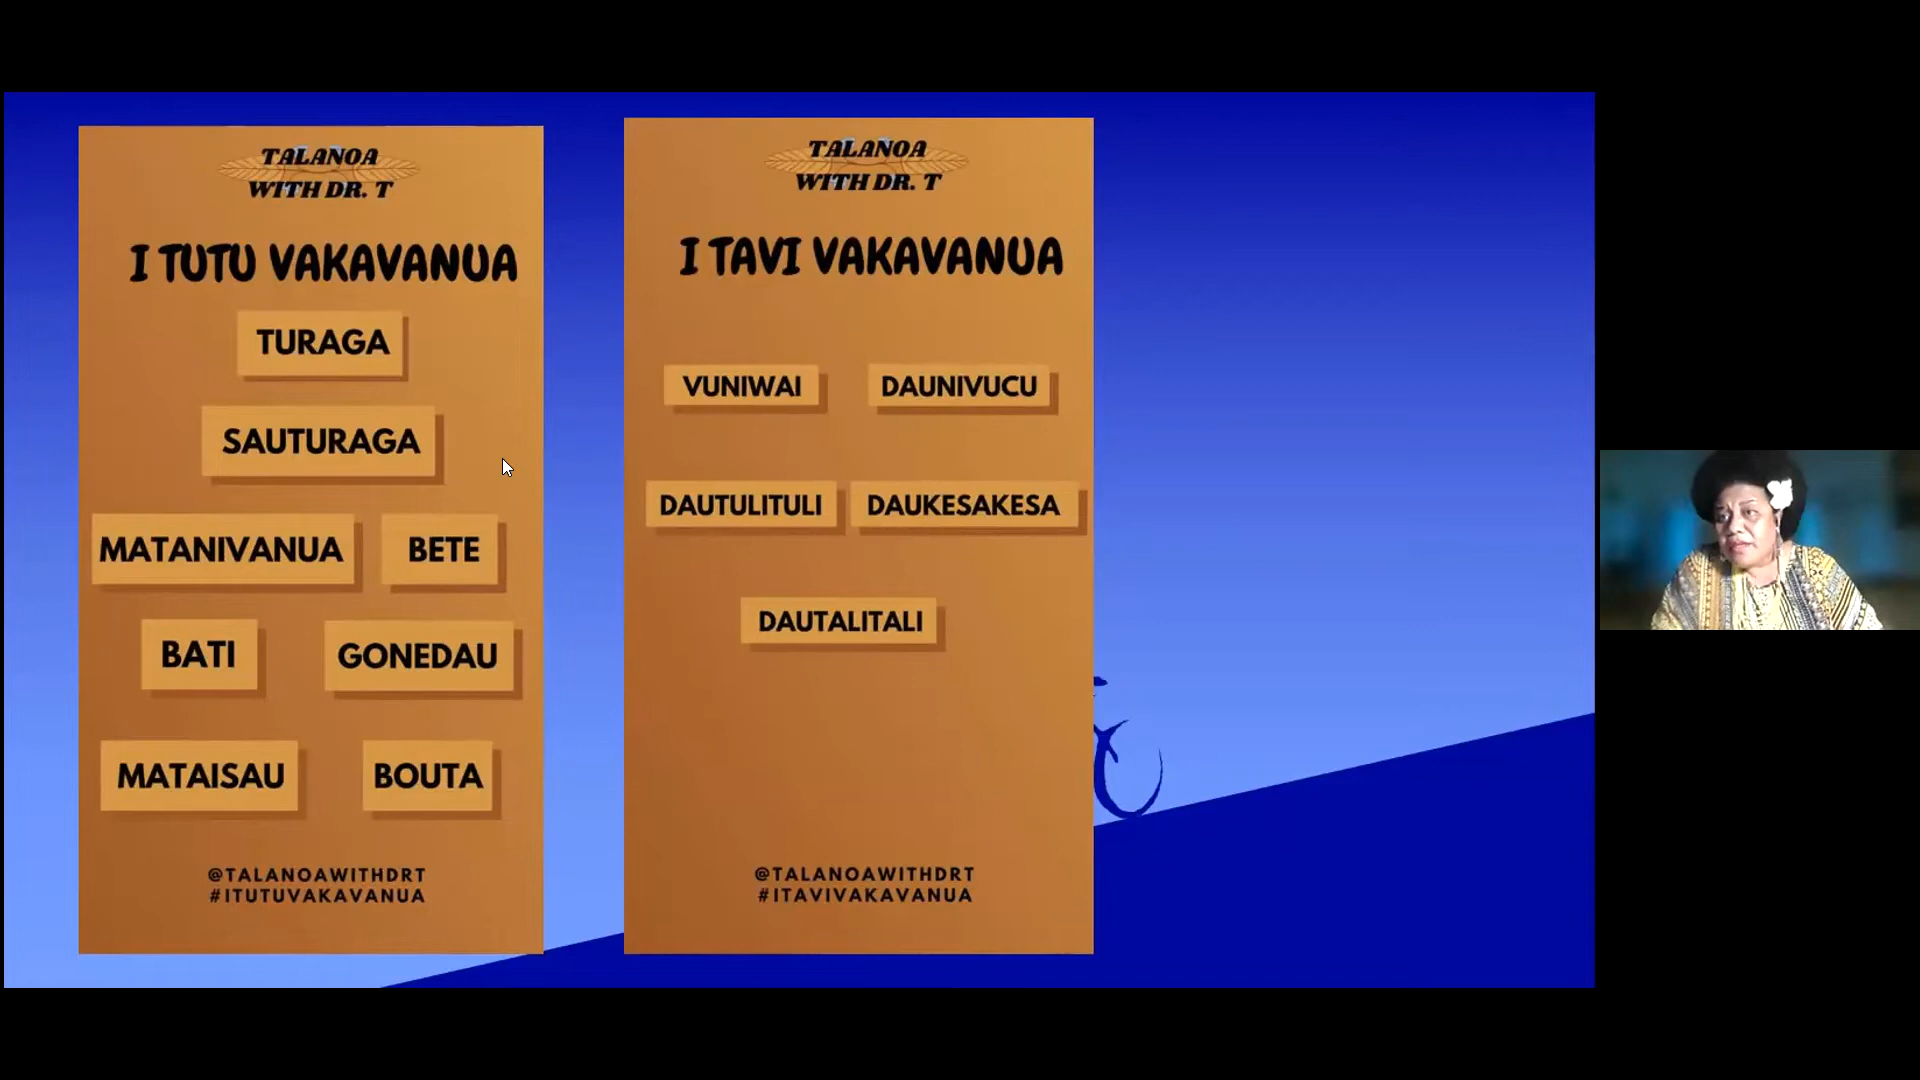 TALANOA
WITH DR. T
I TUTU VAKAVANUA
TURAGA
SAUTURAGA
MATANIVANUA
BETE
BATI
GONEDAU
MATAISAU
BOUTA
@TALANOAWITHDRT
#ITUTUVAKAVANUA
TALANOA
WITH DR. T
I TAVI VAKAVANUA
VUNIWAI
DAUNIVUCU
DAUTULITULI
DAUKESAKESA
DAUTALITALI
@TALANOAWITHDRT
#ITAVIVAKAVANUA